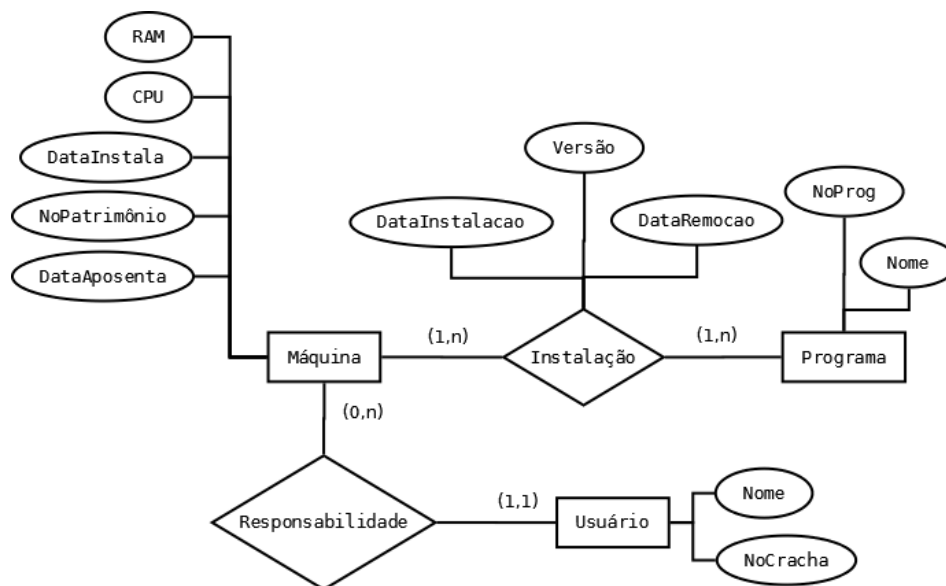 RAM
CPU
DataInstala
NoPatrimônio
DataAposenta
Versão
DataInstalacao
DataRemocao
NoProg
Nome
Máquina
(1,n)
Instalação
(1,n)
Programa
(0,n)
Responsabilidade
(1,1)
Usuário
Nome
NoCracha